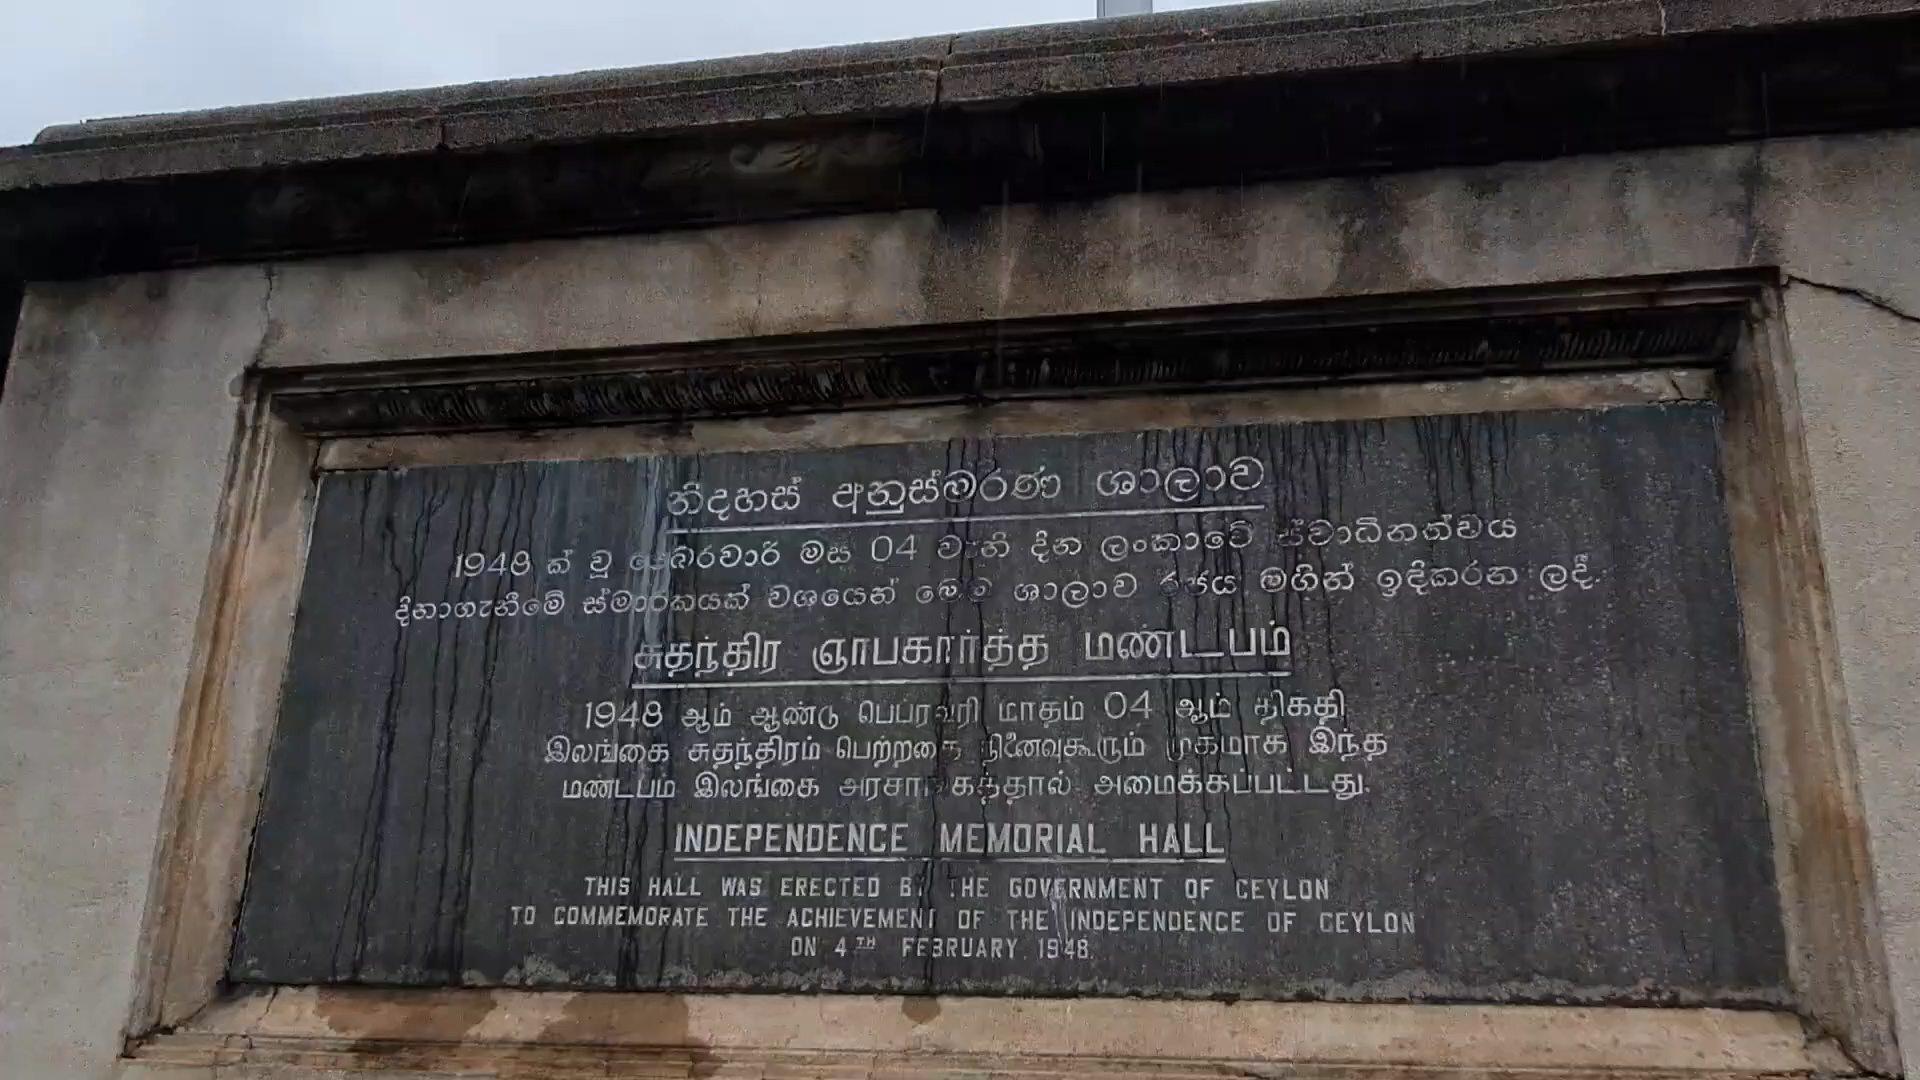 නිදහස් අනුස්මරණ ශාලාව
1948 ක් වූ පෙබරවාරි මස 04 වැනි දින ලංකාවේ ස්වාධිනත්වය
දිනාගැනීමේ ස්මාරකයක් වශයෙන් මෙම ශාලාව රජය මගින් ඉදිකරන ලදී.
சுதந்திர ஞாபகார்த்த மண்டபம்
1948 ஆம் ஆண்டு பெப்ரவரி மாதம் 04 ஆம் திகதி
இலங்கை சுதந்திரம் பெற்றதை நினைவுகூரும் முகமாக இந்த
மண்டபம் இலங்கை அரசாங்கத்தால் அமைக்கப்பட்டது.
INDEPENDENCE MEMORIAL HALL
THIS HALL WAS ERECTED BY THE GOVERNMENT OF CEYLON
TO COMMEMORATE THE ACHIEVEMENT OF THE INDEPENDENCE OF CEYLON
ON 4TH FEBRUARY. 1948.